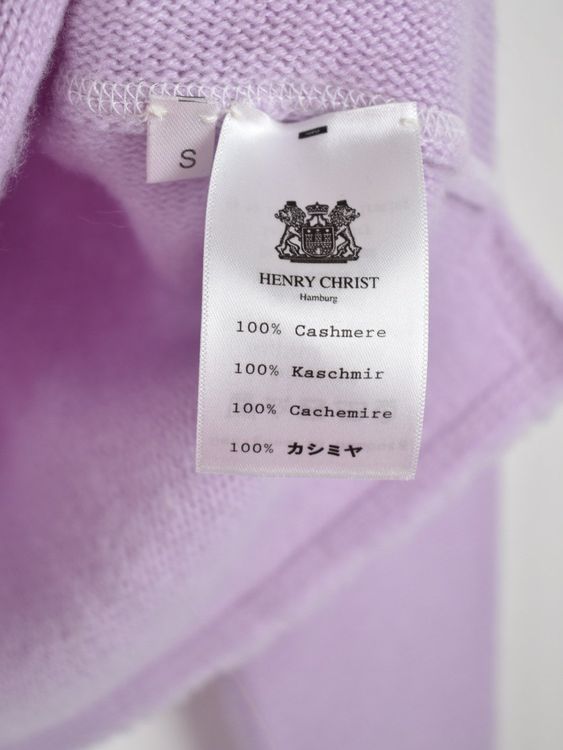 S
HENRY CHRIST
Hamburg
100% Cashmere
100% Kaschmir
100% Cachemire
100% カシミヤ